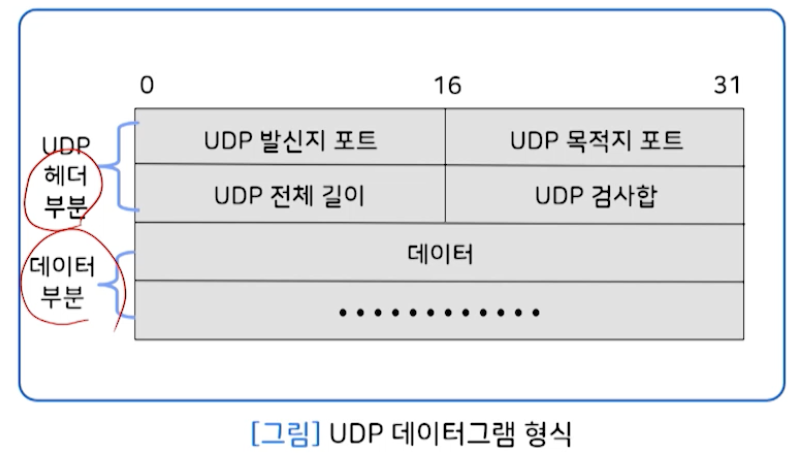 0 16 31
UDP 헤더 부분
UDP 발신지 포트 UDP 목적지 포트
UDP 전체 길이 UDP 검사합
데이터 부분
데이터
............
[그림] UDP 데이터그램 형식